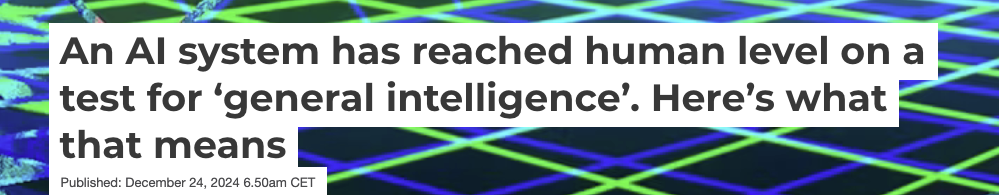 An AI system has reached human level on a
test for ‘general intelligence’. Here’s what
that means
Published: December 24, 2024 6.50am CET